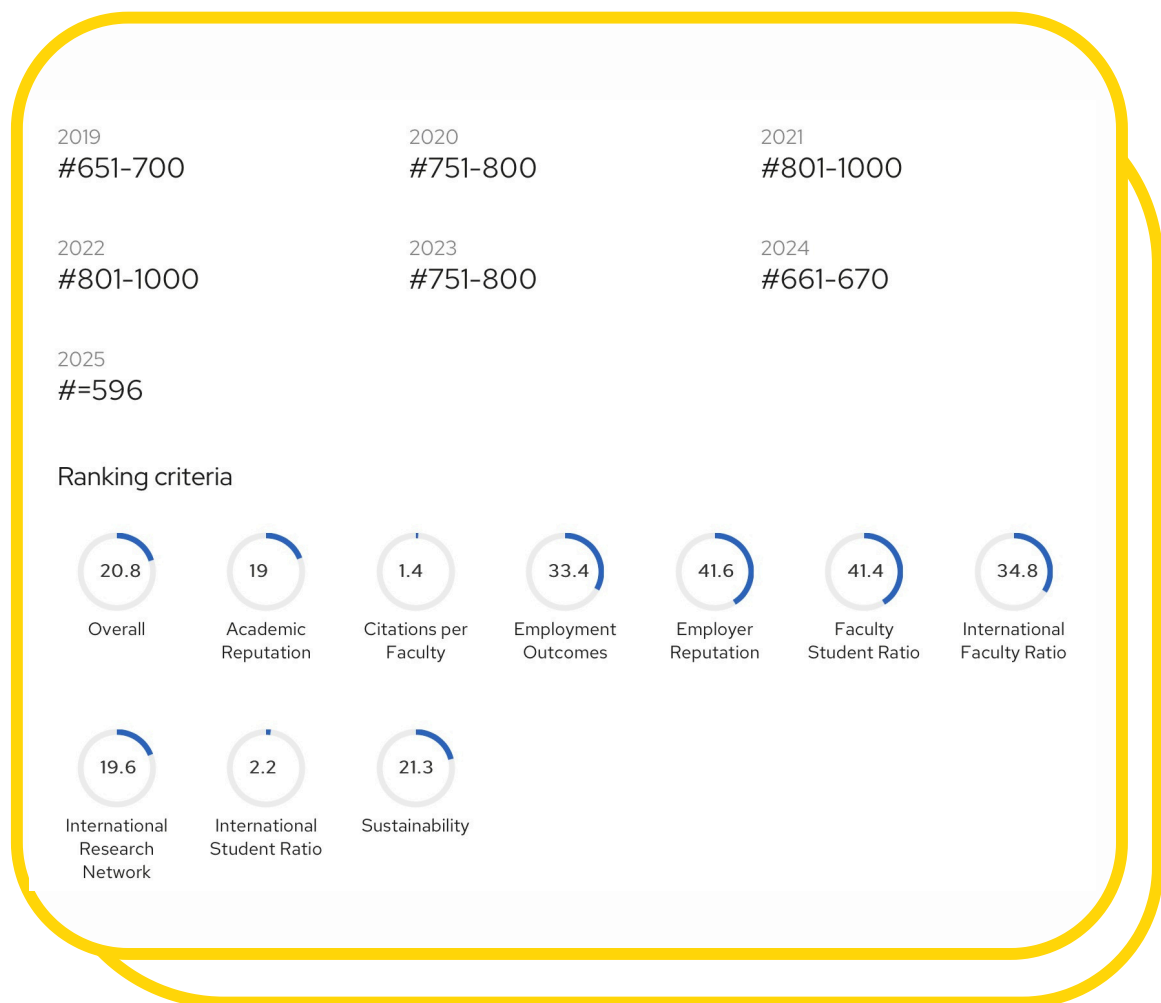 2019
#651-700
2020
#751-800
2021
#801-1000
2022
#801-1000
2023
#751-800
2024
#661-670
2025
#=596
Ranking criteria
20.8
Overall
19
Academic
Reputation
1.4
Citations per
Faculty
33.4
Employment
Outcomes
41.6
Employer
Reputation
41.4
Faculty
Student Ratio
34.8
International
Faculty Ratio
19.6
International
Research
Network
2.2
International
Student Ratio
21.3
Sustainability